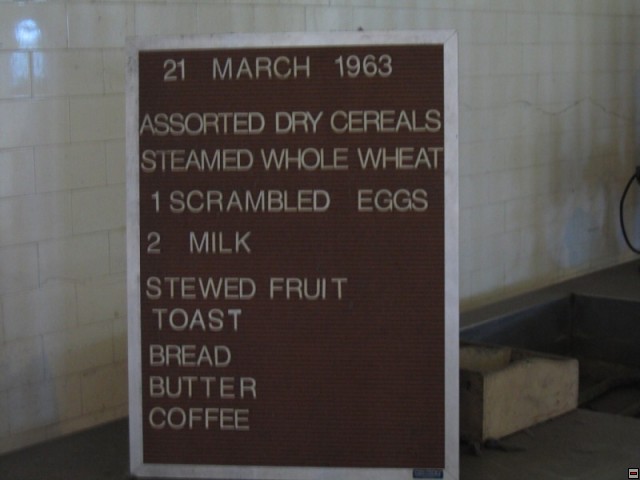 21 MARCH 1963
ASSORTED DRY CEREALS
STEAMED WHOLE WHEAT
1 SCRAMBLED EGGS
2 MILK
STEWED FRUIT
TOAST
BREAD
BUTTER
COFFEE